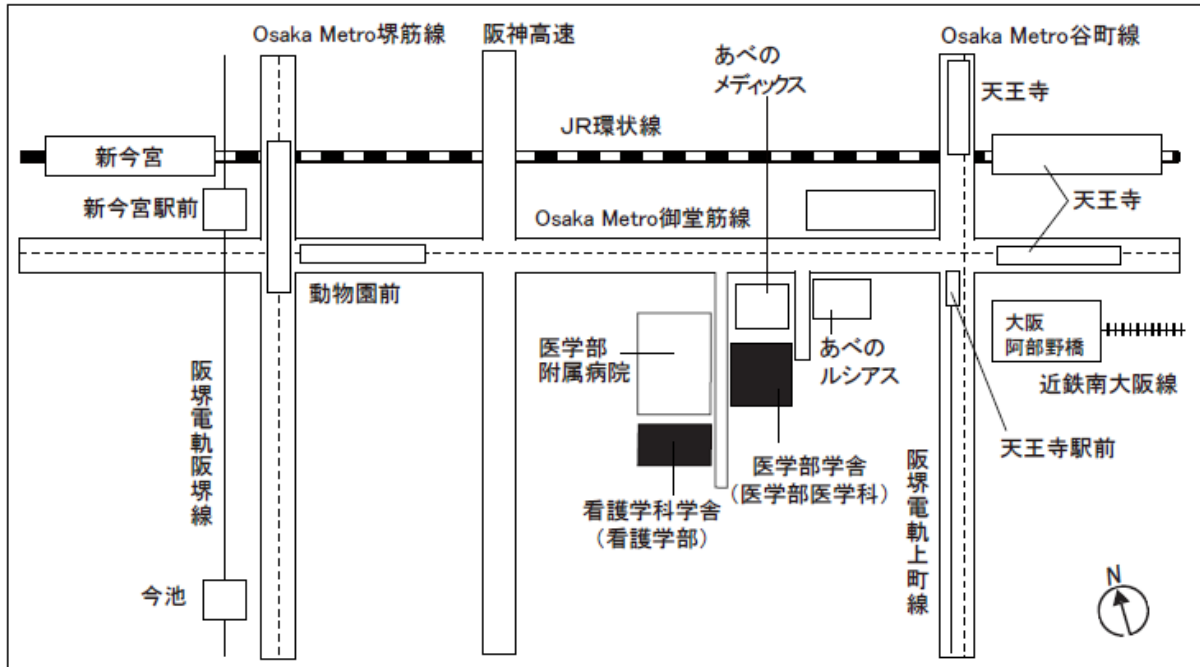 Osaka Metro堺筋線
阪神高速
Osaka Metro谷町線
あべの
メディックス
天王寺
JR環状線
新今宮
新今宮駅前
天王寺
Osaka Metro御堂筋線
動物園前
大阪
阿部野橋
医学部
附属病院
あべの
ルシアス
近鉄南大阪線
阪堺電軌阪堺線
天王寺駅前
医学部学舎
（医学部医学科）
阪堺電軌上町線
看護学科学舎
（看護学部）
今池
N